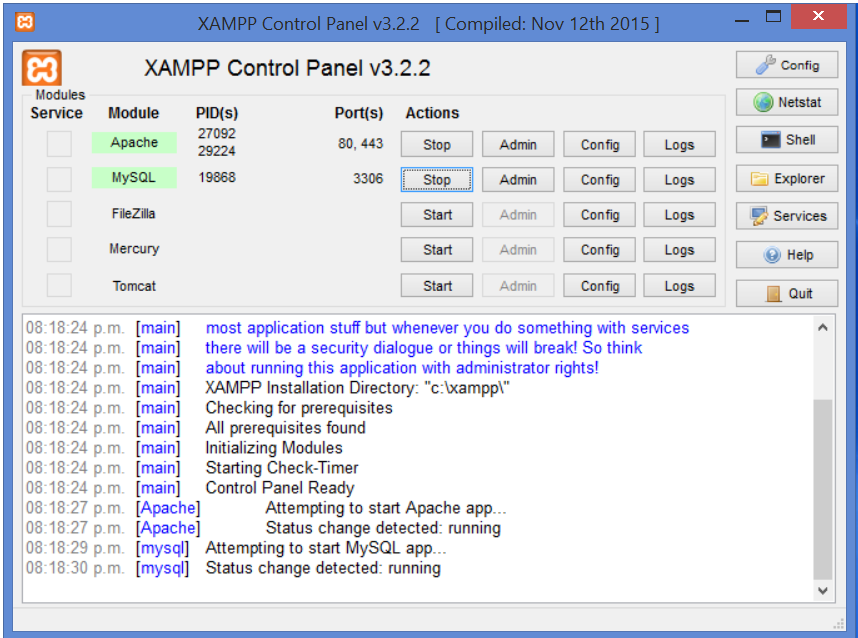 XAMPP Control Panel v3.2.2 [ Compiled: Nov 12th 2015 ]
XAMPP Control Panel v3.2.2
Modules
Service Module PID(s) Port(s) Actions
Apache 27092 29224 80, 443 Stop Admin Config Logs
MySQL 19868 3306 Stop Admin Config Logs
FileZilla Start Admin Config Logs
Mercury Start Admin Config Logs
Tomcat Start Admin Config Logs
Config
Netstat
Shell
Explorer
Services
Help
Quit
08:18:24 p.m. [main] most application stuff but whenever you do something with services
08:18:24 p.m. [main] there will be a security dialogue or things will break! So think
08:18:24 p.m. [main] about running this application with administrator rights!
08:18:24 p.m. [main] XAMPP Installation Directory: "c:\xampp\"
08:18:24 p.m. [main] Checking for prerequisites
08:18:24 p.m. [main] All prerequisites found
08:18:24 p.m. [main] Initializing Modules
08:18:24 p.m. [main] Starting Check-Timer
08:18:24 p.m. [main] Control Panel Ready
08:18:27 p.m. [Apache] Attempting to start Apache app...
08:18:27 p.m. [Apache] Status change detected: running
08:18:29 p.m. [mysql] Attempting to start MySQL app...
08:18:30 p.m. [mysql] Status change detected: running